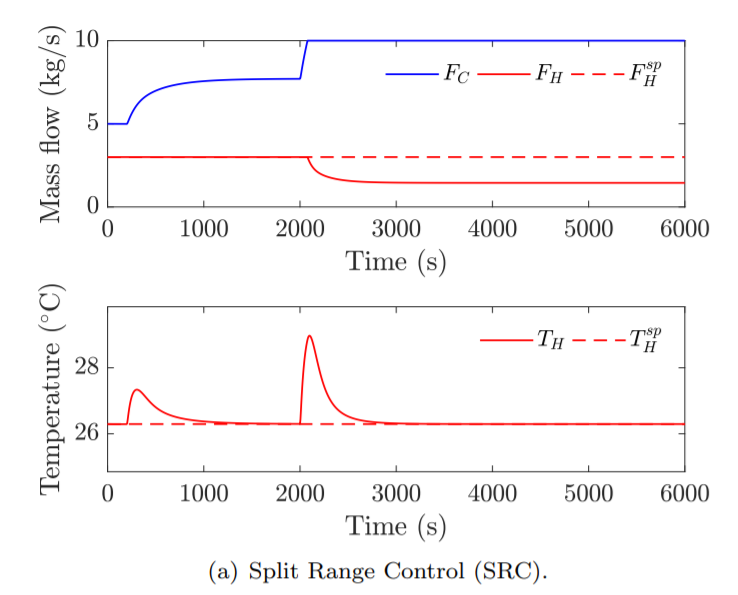 Mass flow (kg/s)
10
5
0
F_C F_H F_H^{sp}
0 1000 2000 3000 4000 5000 6000
Time (s)
Temperature (°C)
28
26
T_H T_H^{sp}
0 1000 2000 3000 4000 5000 6000
Time (s)
(a) Split Range Control (SRC).